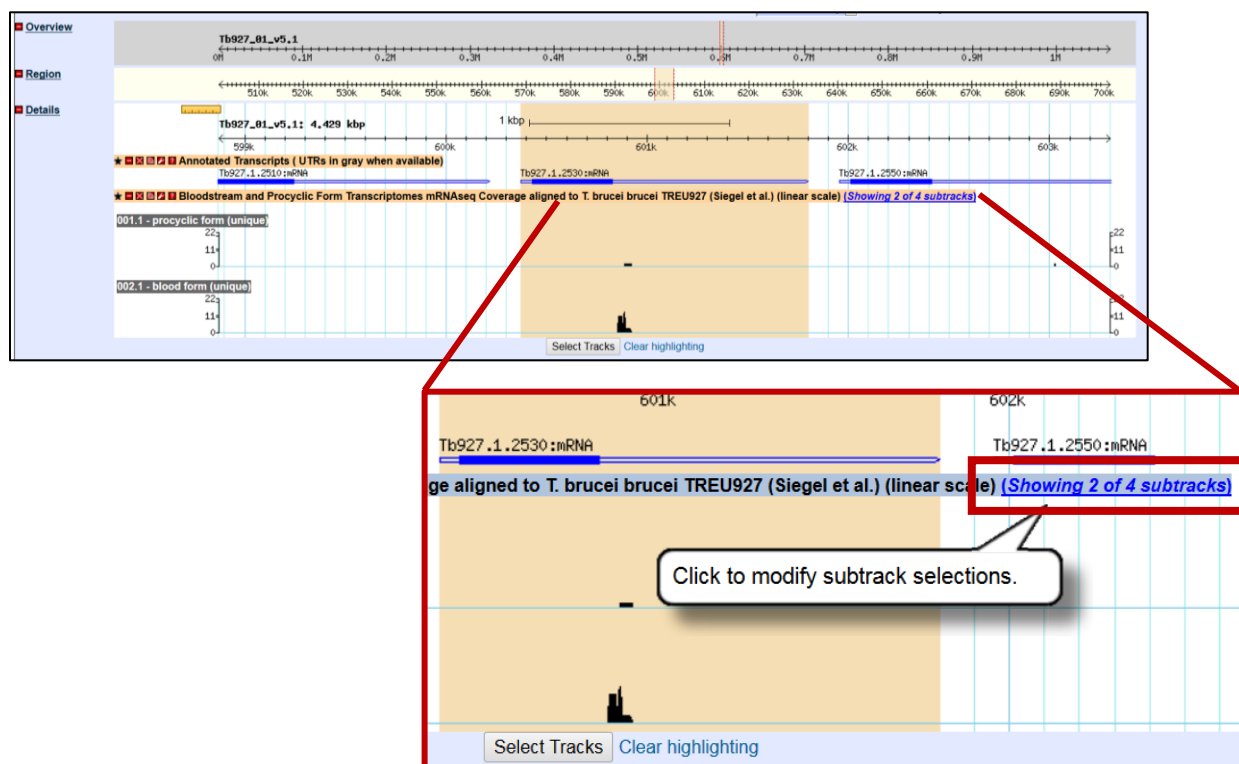 Overview
Tb927_01_v5.1
0M 0.1M 0.2M 0.3M 0.4M 0.5M 0.6M 0.7M 0.8M 0.9M 1M
Region
510k 520k 530k 540k 550k 560k 570k 580k 590k 600k 610k 620k 630k 640k 650k 660k 670k 680k 690k 700k
Details
Tb927_01_v5.1: 4.429 kbp
1 kbp
599k 600k 601k 602k 603k
Annotated Transcripts ( UTRs in gray when available)
Tb927.1.2510:mRNA Tb927.1.2530:mRNA Tb927.1.2550:mRNA
Bloodstream and Procyclic Form Transcriptomes mRNAseq Coverage aligned to T. brucei brucei TREU927 (Siegel et al.) (linear scale) (Showing 2 of 4 subtracks)
001.1 - procyclic form (unique)
22 22
11 11
0 0
002.1 - blood form (unique)
22 22
11 11
0 0
Select Tracks Clear highlighting
601k 602k
Tb927.1.2530:mRNA Tb927.1.2550:mRNA
ge aligned to T. brucei brucei TREU927 (Siegel et al.) (linear scale) (Showing 2 of 4 subtracks)
Click to modify subtrack selections.
Select Tracks Clear highlighting